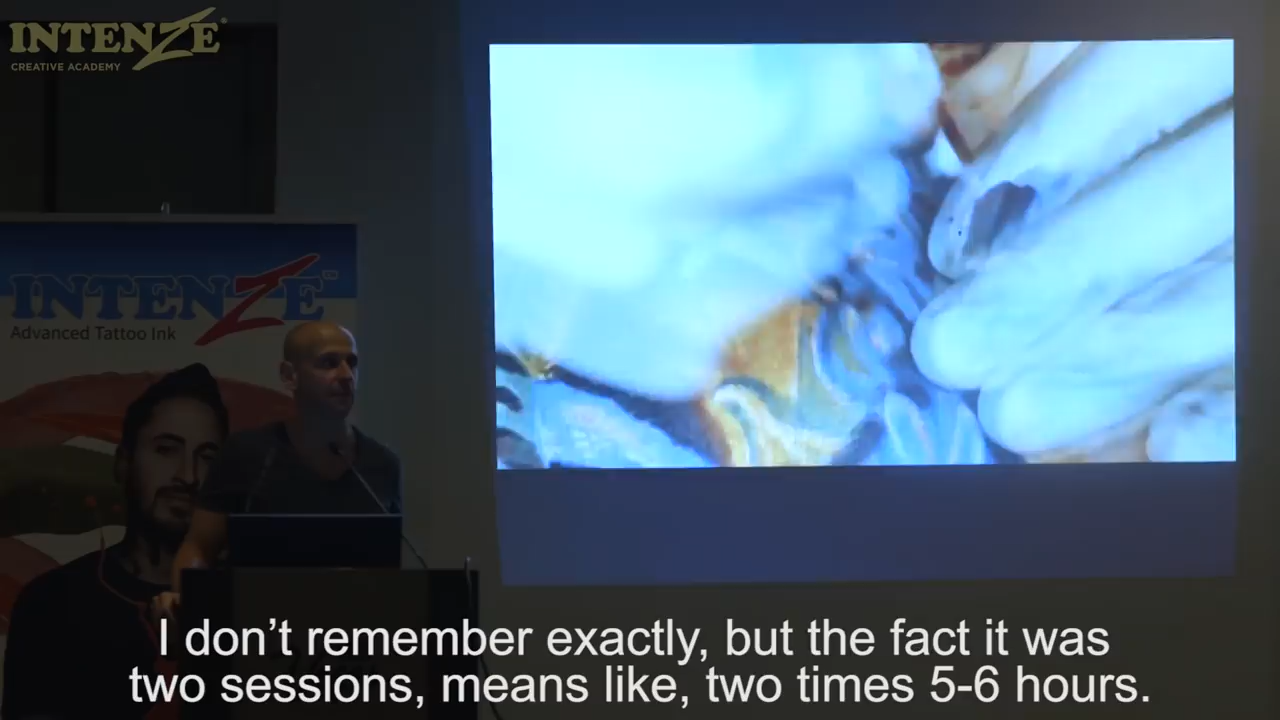 INTENZE
CREATIVE ACADEMY
INTENZE™
Advanced Tattoo Ink
I don't remember exactly, but the fact it was
two sessions, means like, two times 5-6 hours.